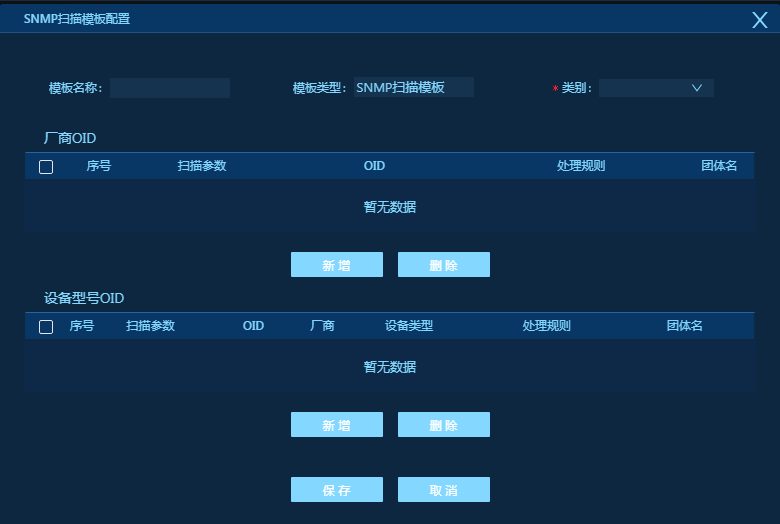 SNMP扫描模板配置 X
模板名称： 模板类型： SNMP扫描模板 * 类别：
厂商OID
序号 扫描参数 OID 处理规则 团体名
暂无数据
新增 删除
设备型号OID
序号 扫描参数 OID 厂商 设备类型 处理规则 团体名
暂无数据
新增 删除
保存 取消